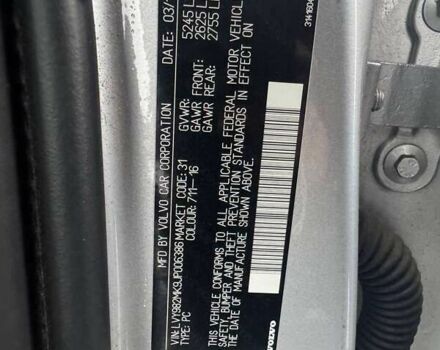 MFD BY VOLVO CAR CORPORATION
DATE: 03/
VIN: LVY982MK9JP006386 MARKET CODE: 31
TYPE: PC
COLOUR: 711-16
GVWR: 5245 L
GAWR FRONT: 2625 L
GAWR REAR: 2755 L
THIS VEHICLE CONFORMS TO ALL APPLICABLE FEDERAL MOTOR VEHICLE
SAFETY, BUMPER AND THEFT PREVENTION STANDARDS IN EFFECT ON
THE DATE OF MANUFACTURE SHOWN ABOVE.
VOLVO